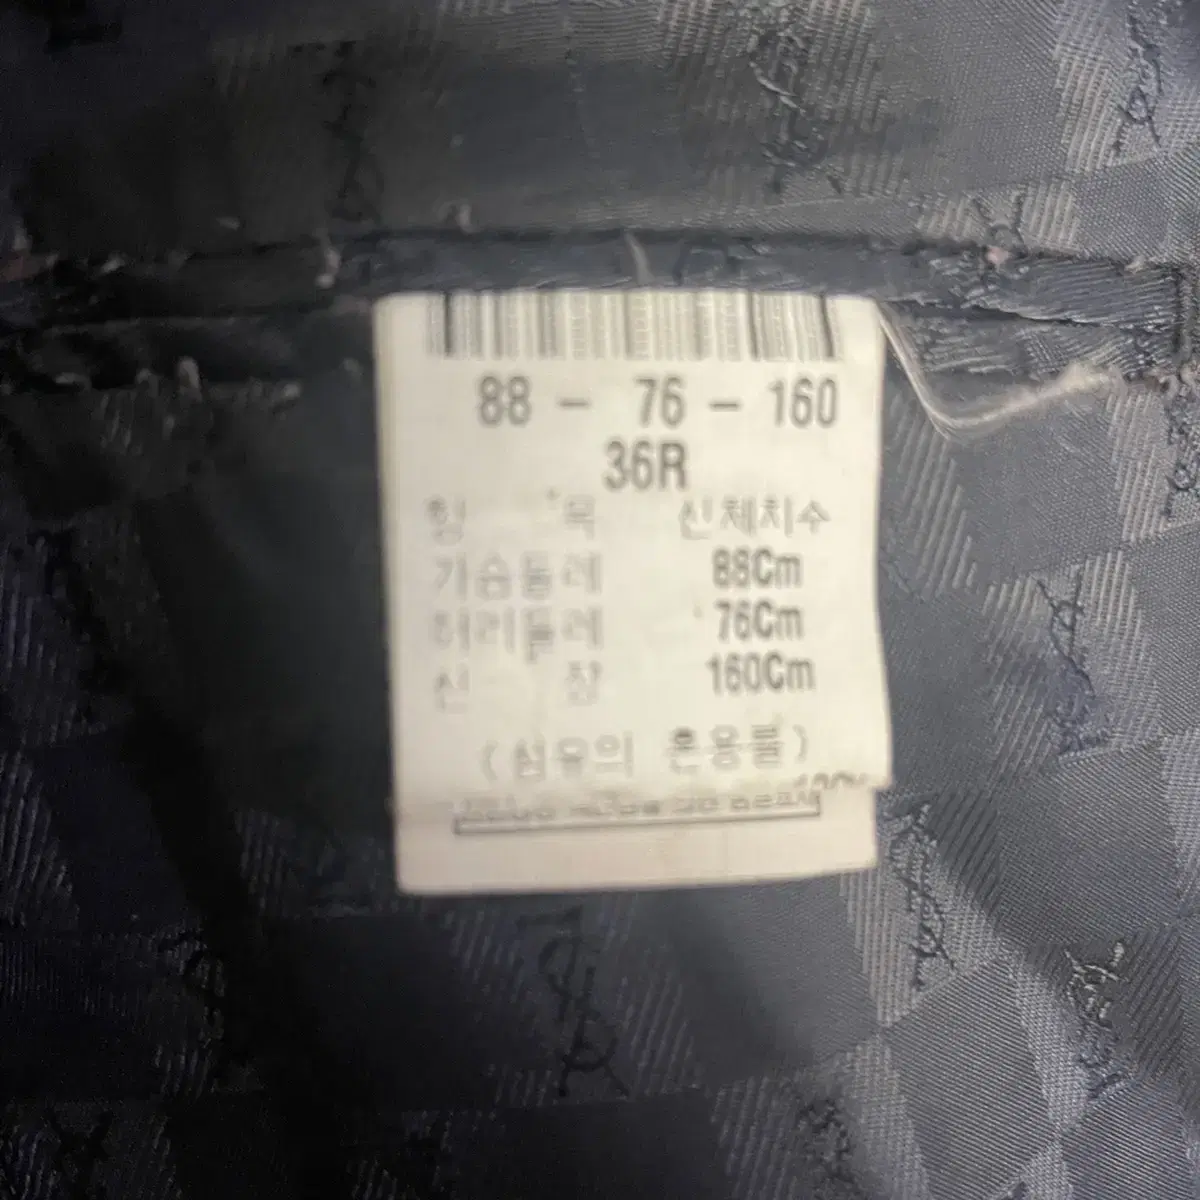 88 - 76 - 160
36R
항 목 신체치수
가슴둘레 88Cm
허리둘레 76Cm
신 장 160Cm
(섬유의 혼용률)